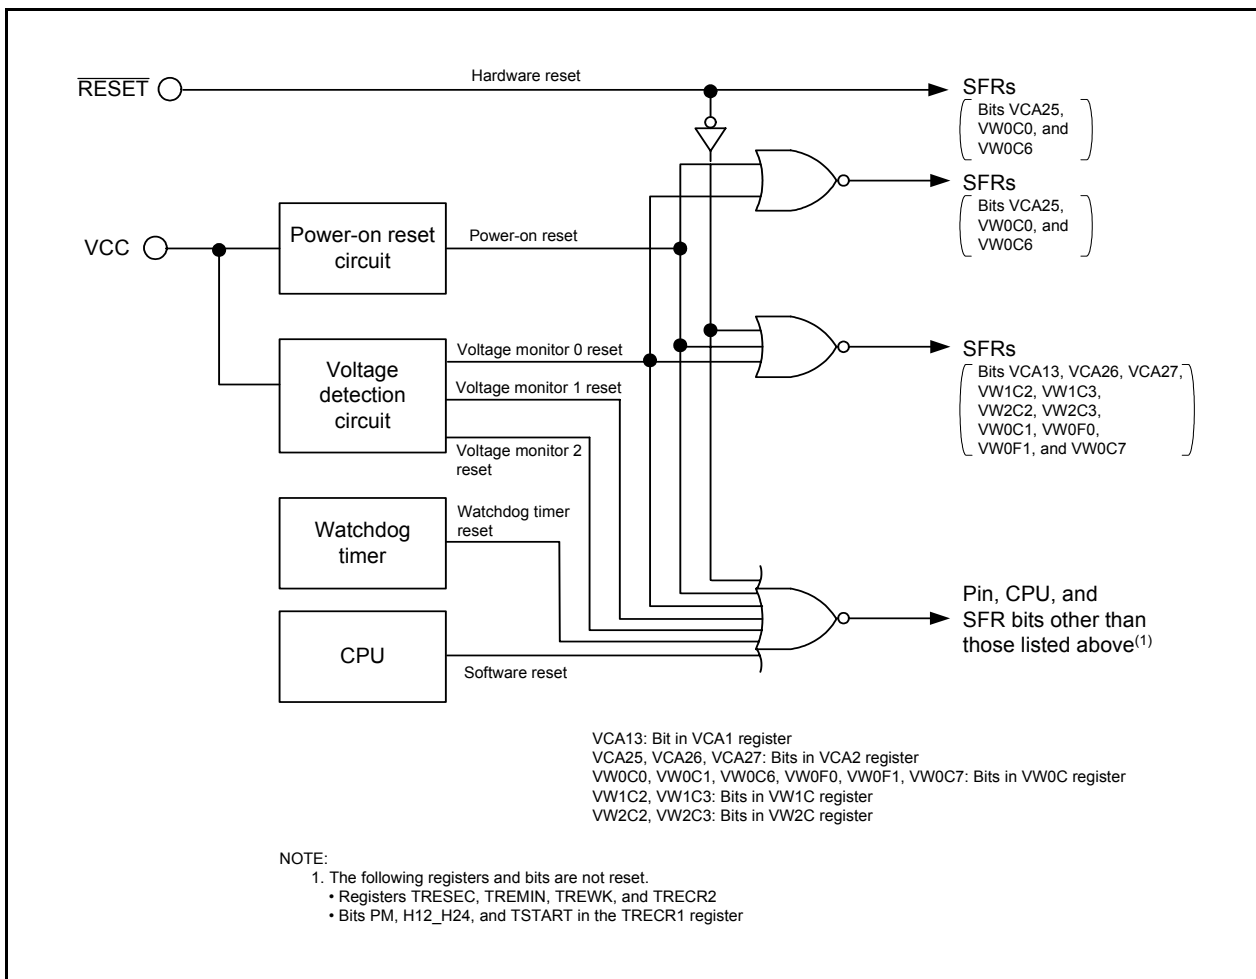 Hardware reset
RESET
SFRs
Bits VCA25,
VW0C0, and
VW0C6
SFRs
Bits VCA25,
VW0C0, and
VW0C6
VCC
Power-on reset
circuit
Power-on reset
Voltage
detection
circuit
Voltage monitor 0 reset
Voltage monitor 1 reset
Voltage monitor 2
reset
SFRs
Bits VCA13, VCA26, VCA27,
VW1C2, VW1C3,
VW2C2, VW2C3,
VW0C1, VW0F0,
VW0F1, and VW0C7
Watchdog
timer
Watchdog timer
reset
CPU
Software reset
Pin, CPU, and
SFR bits other than
those listed above(1)
VCA13: Bit in VCA1 register
VCA25, VCA26, VCA27: Bits in VCA2 register
VW0C0, VW0C1, VW0C6, VW0F0, VW0F1, VW0C7: Bits in VW0C register
VW1C2, VW1C3: Bits in VW1C register
VW2C2, VW2C3: Bits in VW2C register
NOTE:
1. The following registers and bits are not reset.
• Registers TRESEC, TREMIN, TREWK, and TRECR2
• Bits PM, H12_H24, and TSTART in the TRECR1 register